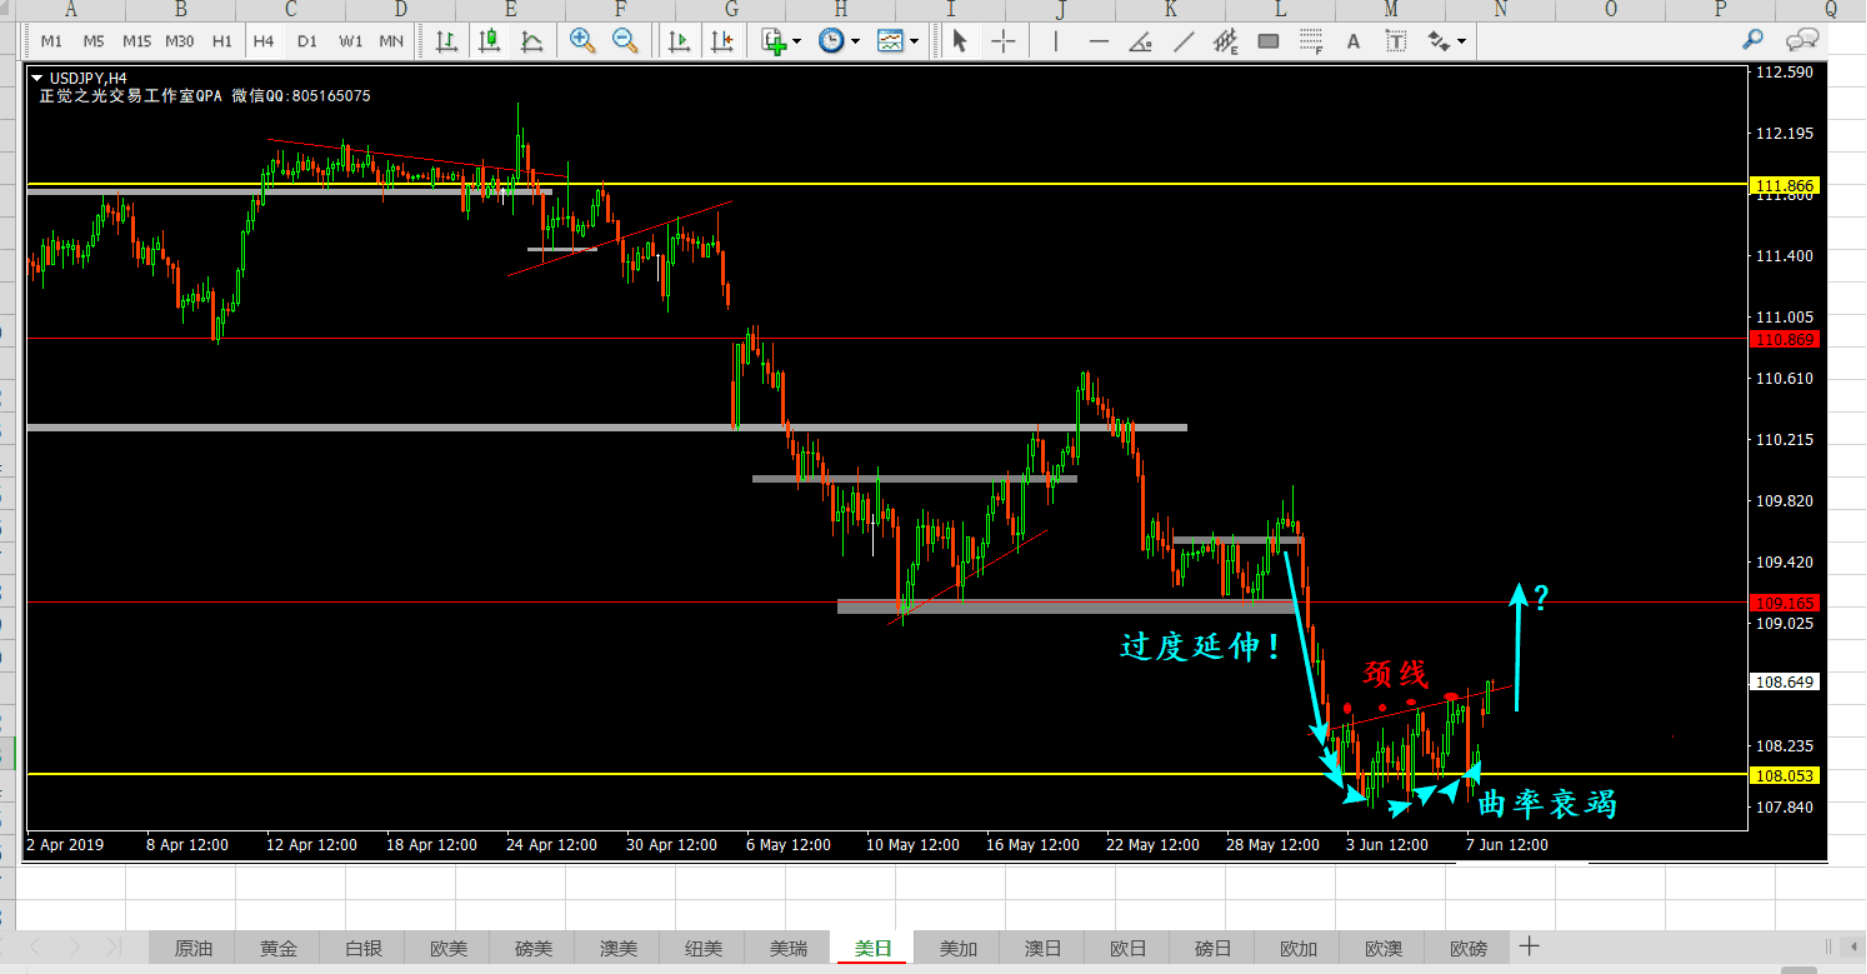 A B C D E F G H I J K L M N O P Q
M1 M5 M15 M30 H1 H4 D1 W1 MN
USDJPY,H4
正觉之光交易工作室QPA 微信QQ:805165075
112.590
112.195
111.866
111.800
111.400
111.005
110.869
110.610
110.215
109.820
109.420
109.165
109.025
108.649
108.235
108.053
107.840
?
过度延伸!
颈线
曲率衰竭
2 Apr 2019 8 Apr 12:00 12 Apr 12:00 18 Apr 12:00 24 Apr 12:00 30 Apr 12:00 6 May 12:00 10 May 12:00 16 May 12:00 22 May 12:00 28 May 12:00 3 Jun 12:00 7 Jun 12:00
原油 黄金 白银 欧美 磅美 澳美 纽美 美瑞 美日 美加 澳日 欧日 磅日 欧加 欧澳 欧磅